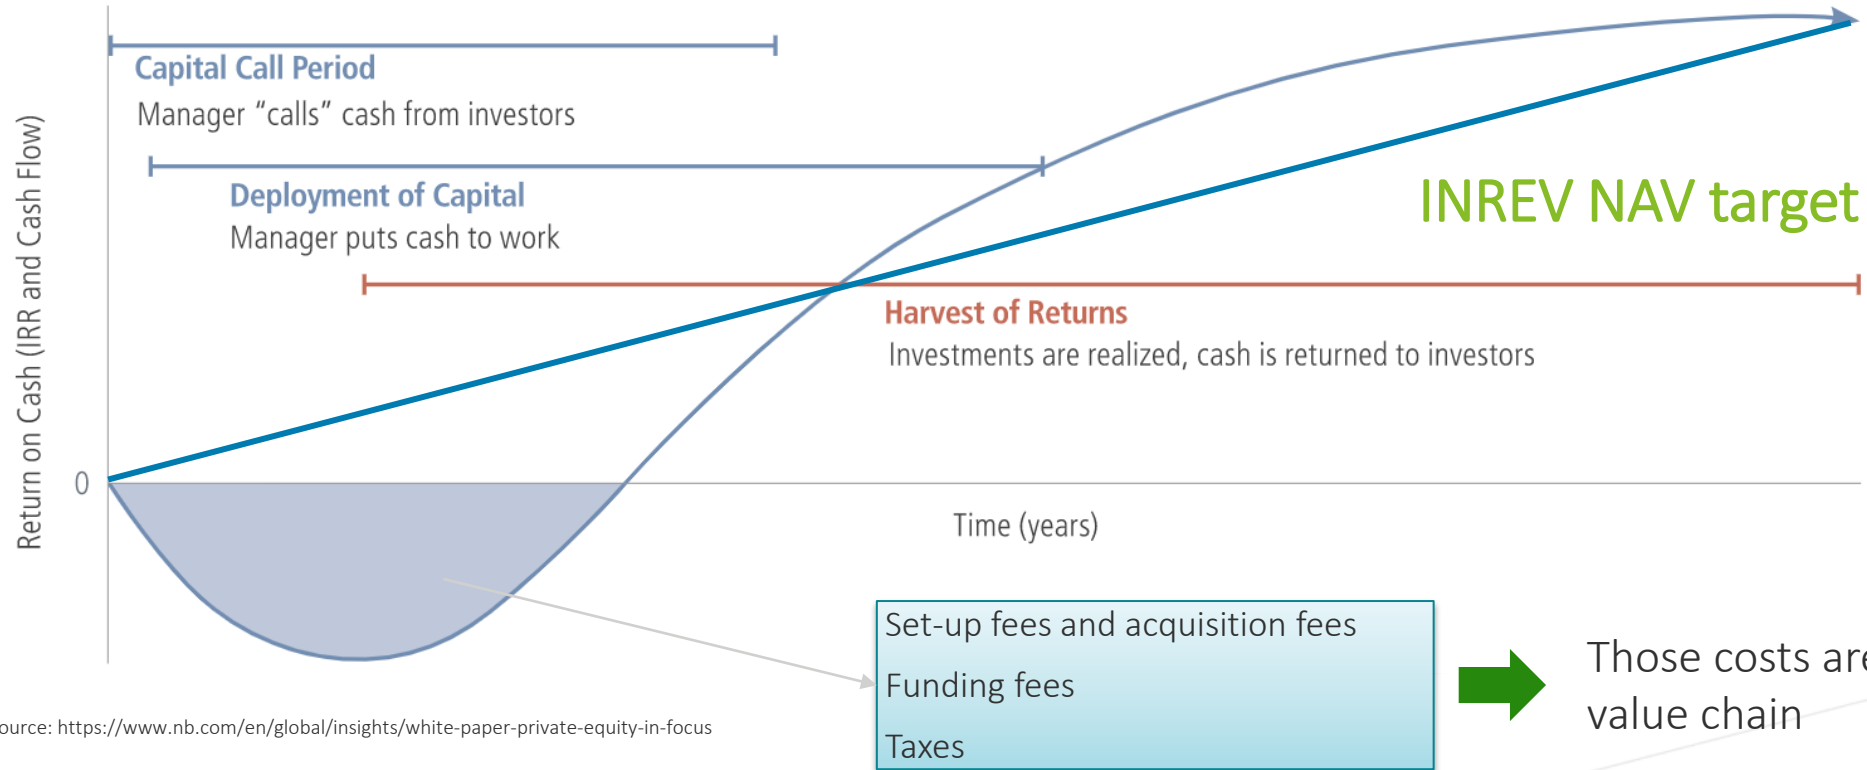 Capital Call Period
Manager “calls” cash from investors
Deployment of Capital
Manager puts cash to work
INREV NAV target
Harvest of Returns
Investments are realized, cash is returned to investors
Return on Cash (IRR and Cash Flow)
0
Time (years)
Set-up fees and acquisition fees
Funding fees
Taxes
Those costs are
value chain
ource: https://www.nb.com/en/global/insights/white-paper-private-equity-in-focus